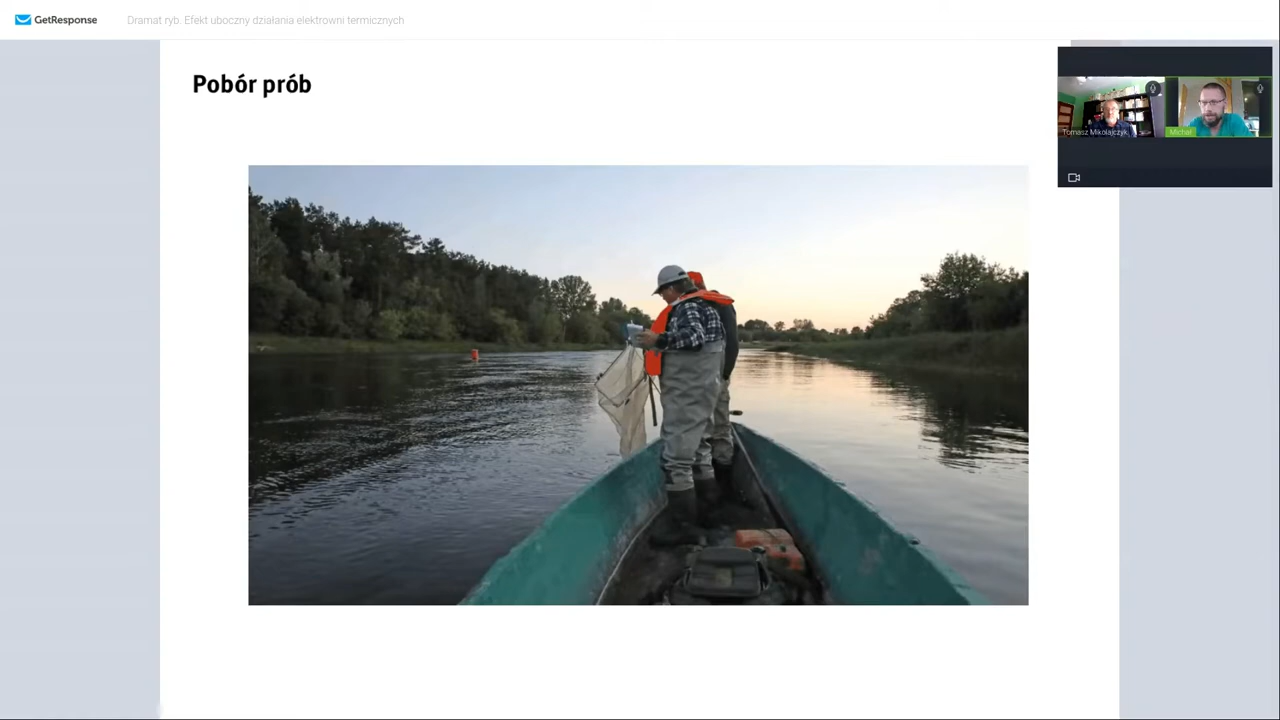 GetResponse
Dramat ryb. Efekt uboczny działania elektrowni termicznych
Pobór prób
Tomasz Mikołajczyk
Michał